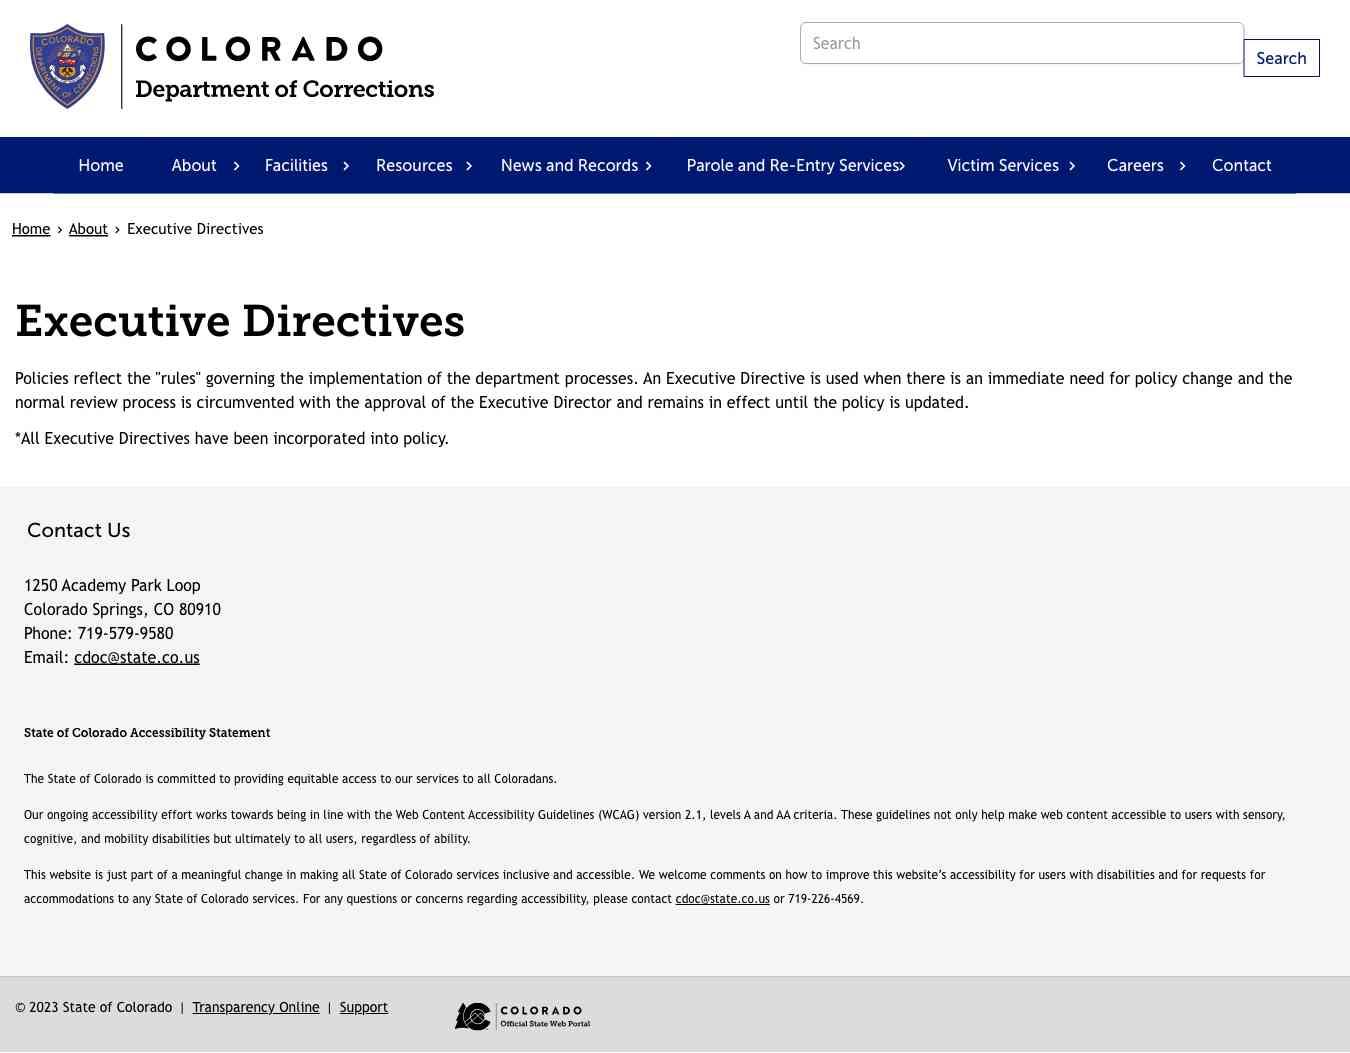 COLORADO
Department of Corrections
Search
Search
Home About Facilities Resources News and Records Parole and Re-Entry Services Victim Services Careers Contact
Home › About › Executive Directives
Executive Directives
Policies reflect the "rules" governing the implementation of the department processes. An Executive Directive is used when there is an immediate need for policy change and the
normal review process is circumvented with the approval of the Executive Director and remains in effect until the policy is updated.
*All Executive Directives have been incorporated into policy.
Contact Us
1250 Academy Park Loop
Colorado Springs, CO 80910
Phone: 719-579-9580
Email: cdoc@state.co.us
State of Colorado Accessibility Statement
The State of Colorado is committed to providing equitable access to our services to all Coloradans.
Our ongoing accessibility effort works towards being in line with the Web Content Accessibility Guidelines (WCAG) version 2.1, levels A and AA criteria. These guidelines not only help make web content accessible to users with sensory,
cognitive, and mobility disabilities but ultimately to all users, regardless of ability.
This website is just part of a meaningful change in making all State of Colorado services inclusive and accessible. We welcome comments on how to improve this website’s accessibility for users with disabilities and for requests for
accommodations to any State of Colorado services. For any questions or concerns regarding accessibility, please contact cdoc@state.co.us or 719-226-4569.
© 2023 State of Colorado | Transparency Online | Support
COLORADO
Official State Web Portal